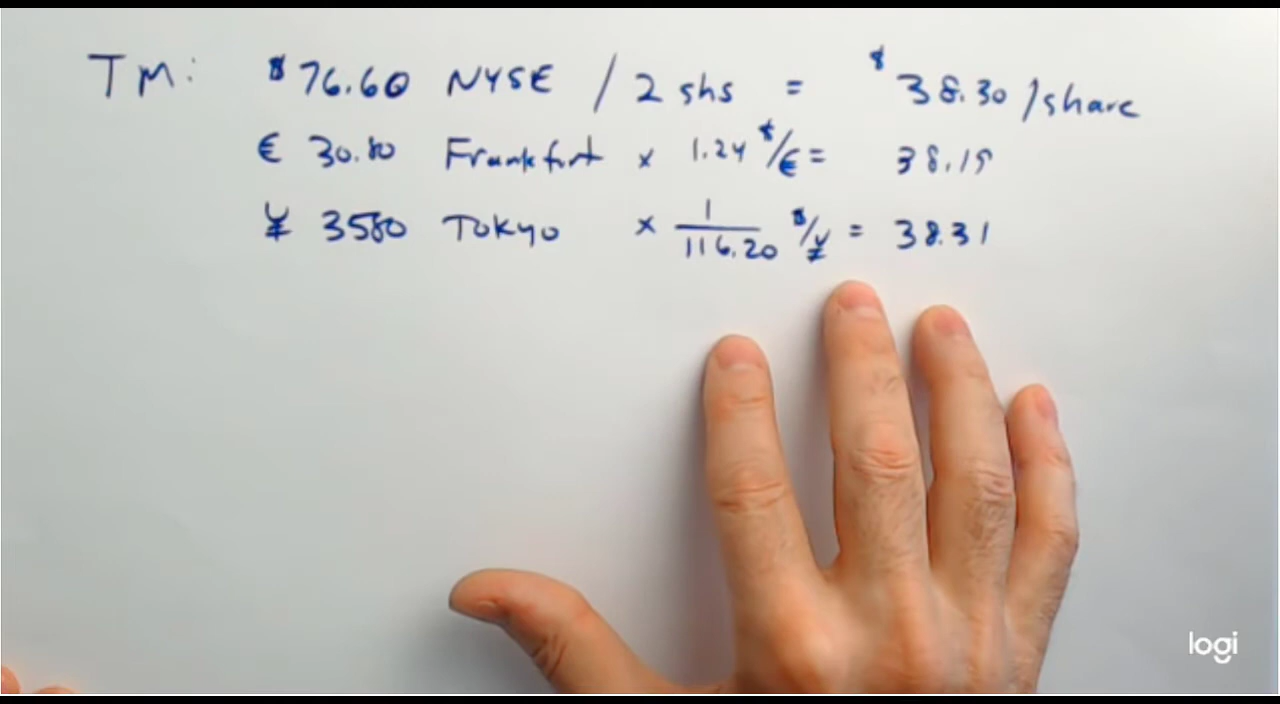 TM: $76.60 NYSE / 2 shs = $38.30/share
€ 30.80 Frankfurt x 1.24 $/€ = 38.19
¥ 3580 TOKYO x 1/116.20 $/¥ = 38.31
logi